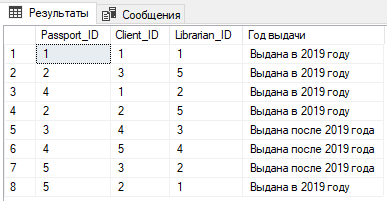 Результаты Сообщения
Passport_ID Client_ID Librarian_ID Год выдачи
1 1 1 1 Выдана в 2019 году
2 2 3 5 Выдана в 2019 году
3 4 1 2 Выдана в 2019 году
4 2 2 5 Выдана в 2019 году
5 3 4 3 Выдана после 2019 года
6 4 5 4 Выдана после 2019 года
7 5 3 2 Выдана после 2019 года
8 5 2 1 Выдана в 2019 году